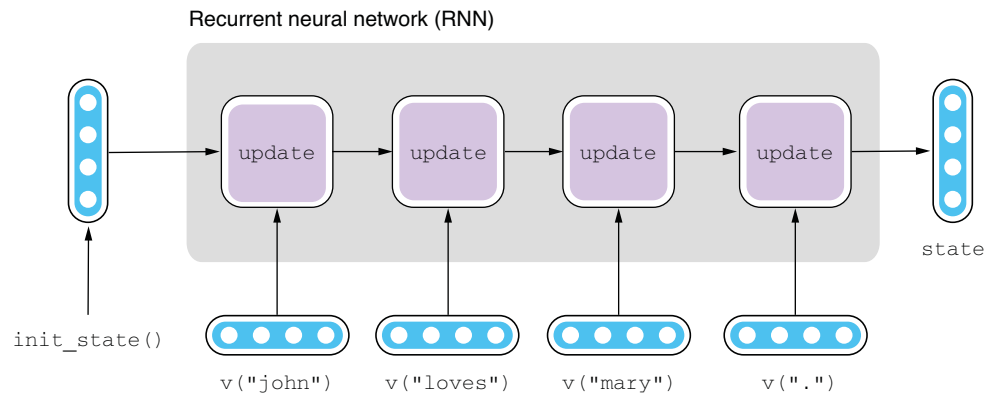 Recurrent neural network (RNN)
update
update
update
update
state
init_state()
v("john")
v("loves")
v("mary")
v(".")